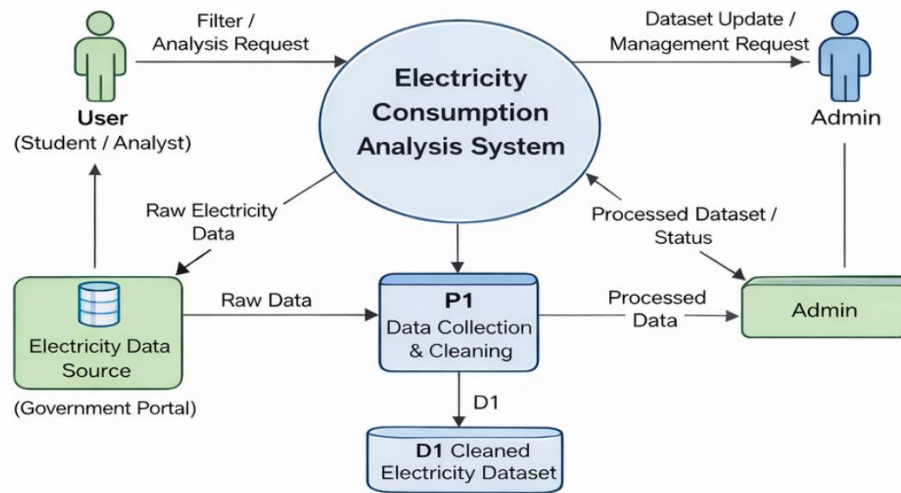 Filter /
Analysis Request
Dataset Update /
Management Request
Electricity
Consumption
Analysis System
User
(Student / Analyst)
Admin
Raw Electricity
Data
Processed Dataset /
Status
Electricity Data
Source
(Government Portal)
Raw Data
P1
Data Collection
& Cleaning
Processed
Data
Admin
D1
D1 Cleaned
Electricity Dataset